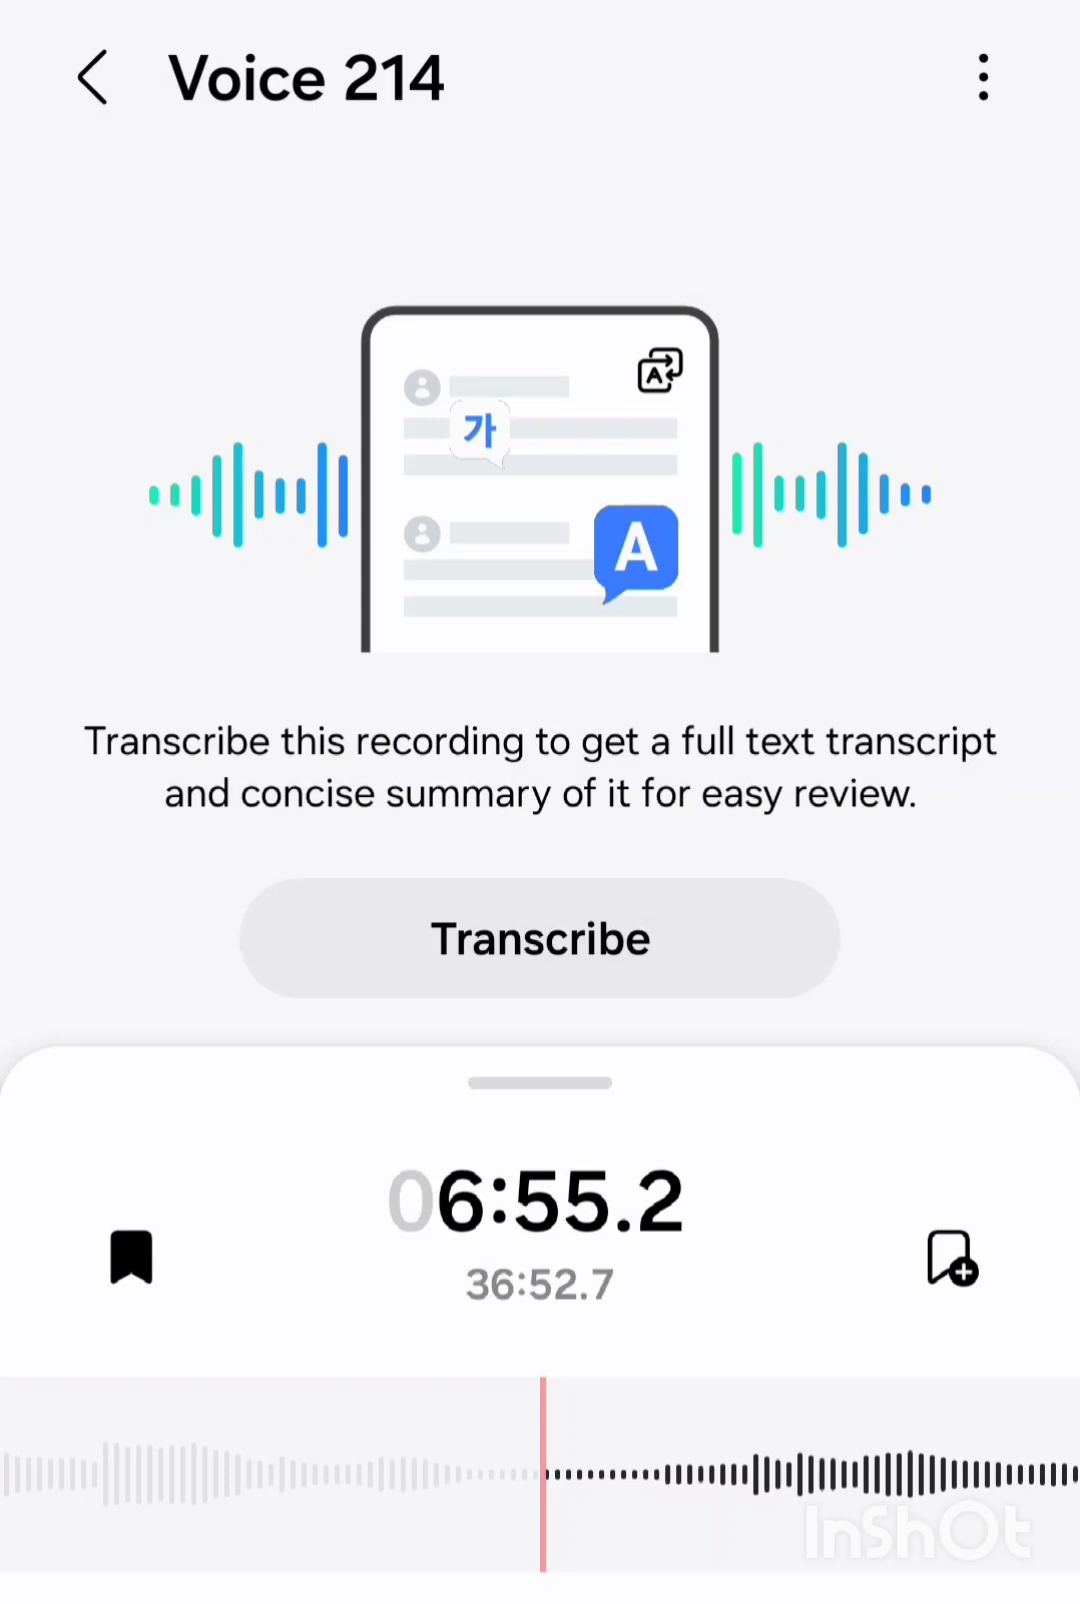 Voice 214
가
A
A
Transcribe this recording to get a full text transcript
and concise summary of it for easy review.
Transcribe
06:55.2
36:52.7
InShOt